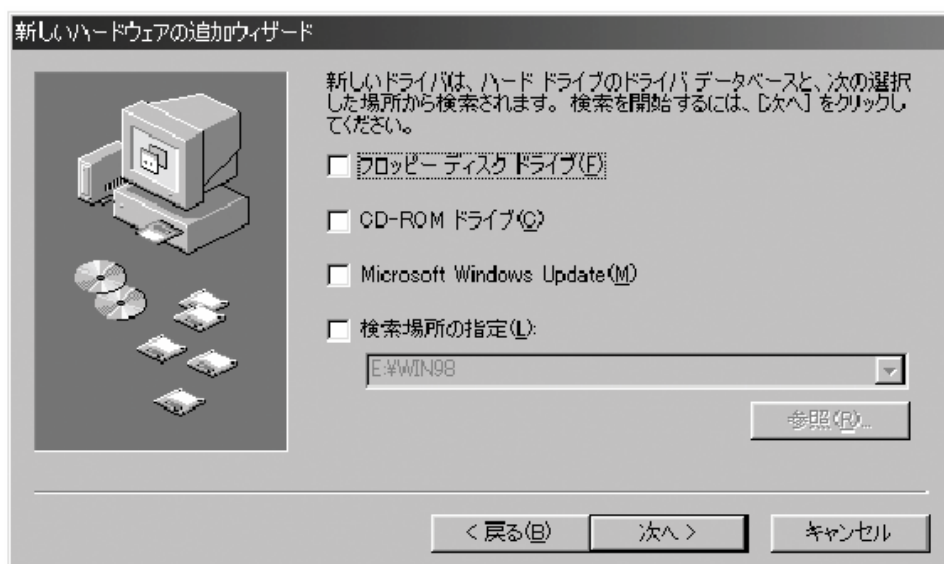 新しいハードウェアの追加ウィザード
新しいドライバは、ハード ドライブのドライバ データベースと、次の選択
した場所から検索されます。 検索を開始するには、[次へ] をクリックし
てください。
フロッピー ディスク ドライブ(F)
CD-ROM ドライブ(C)
Microsoft Windows Update(M)
検索場所の指定(L):
E:¥WIN98
参照(R)...
< 戻る(B)
次へ >
キャンセル